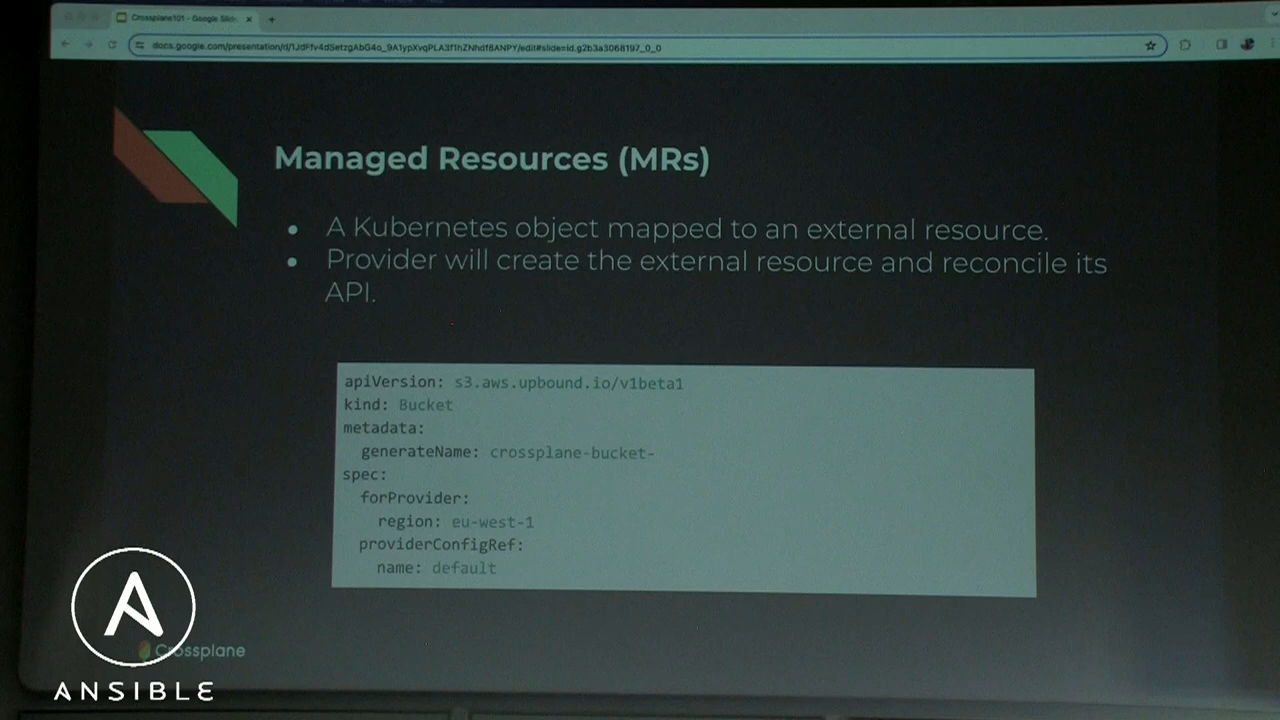 Crossplane101 - Google Slid
docs.google.com/presentation/d/1JdFfv4dSetzgAbG4o_9A1ypXvqPLA3f1hZNhdf6ANPY/edit#slide=id.g2b3a3068197_0_0
Managed Resources (MRs)
• A Kubernetes object mapped to an external resource.
• Provider will create the external resource and reconcile its
API.
apiVersion: s3.aws.upbound.io/v1beta1
kind: Bucket
metadata:
  generateName: crossplane-bucket-
spec:
  forProvider:
    region: eu-west-1
  providerConfigRef:
    name: default
Crossplane
ANSIBLE